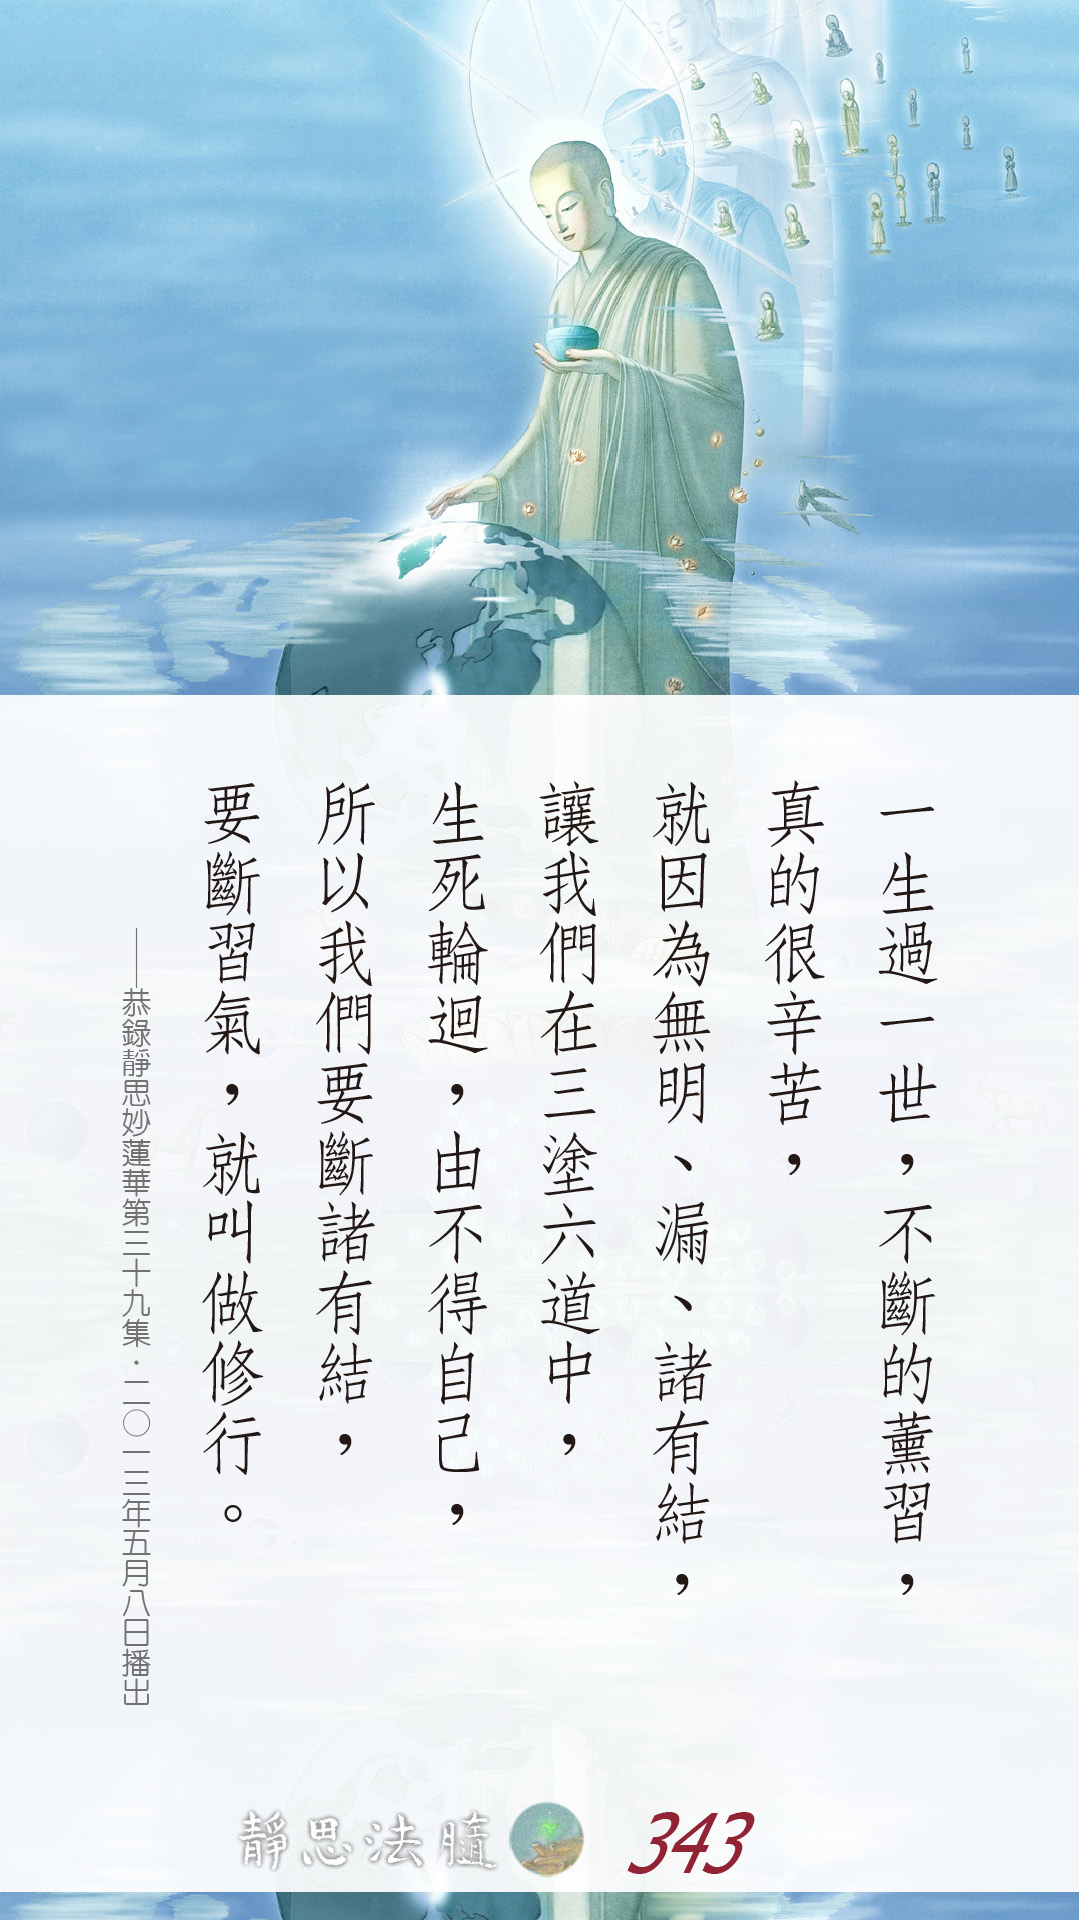 一生過一世，不斷的薰習，
真的很辛苦，
就因為無明、漏、諸有結，
讓我們在三塗六道中，
生死輪迴，由不得自己，
所以我們要斷諸有結，
要斷習氣，就叫做修行。
——恭錄靜思妙蓮華第三十九集．二〇一三年五月八日播出
靜思法髓
343